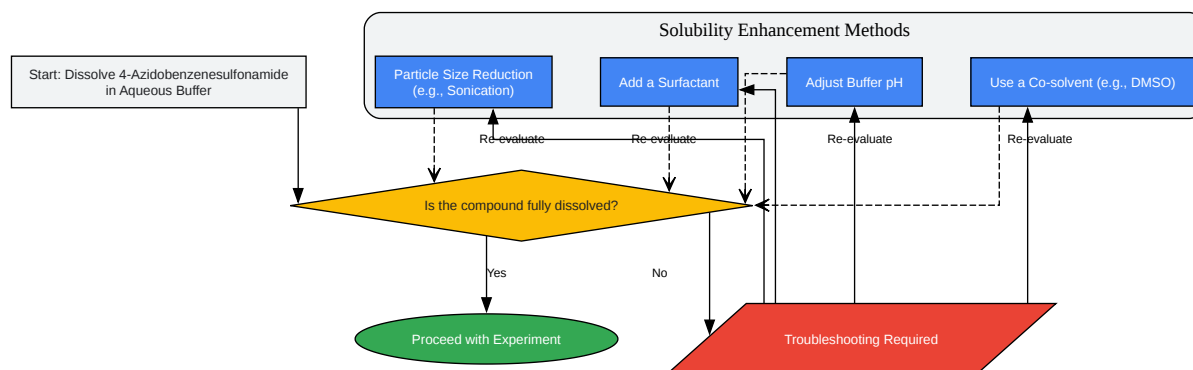 Solubility Enhancement Methods
Start: Dissolve 4-Azidobenzenesulfonamide
in Aqueous Buffer
Particle Size Reduction
(e.g., Sonication)
Add a Surfactant
Adjust Buffer pH
Use a Co-solvent (e.g., DMSO)
Re-evaluate
Re-evaluate
Re-evaluate
Re-evaluate
Is the compound fully dissolved?
Yes
No
Proceed with Experiment
Troubleshooting Required